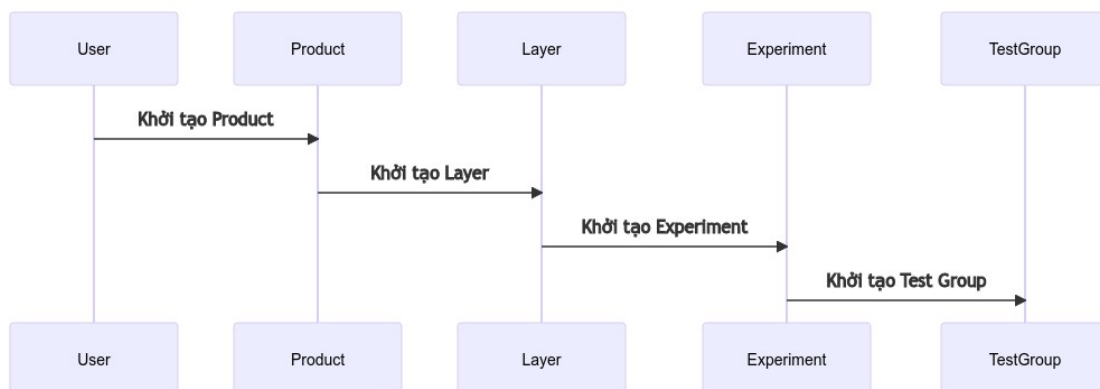 User
Product
Layer
Experiment
TestGroup
Khởi tạo Product
Khởi tạo Layer
Khởi tạo Experiment
Khởi tạo Test Group
User
Product
Layer
Experiment
TestGroup